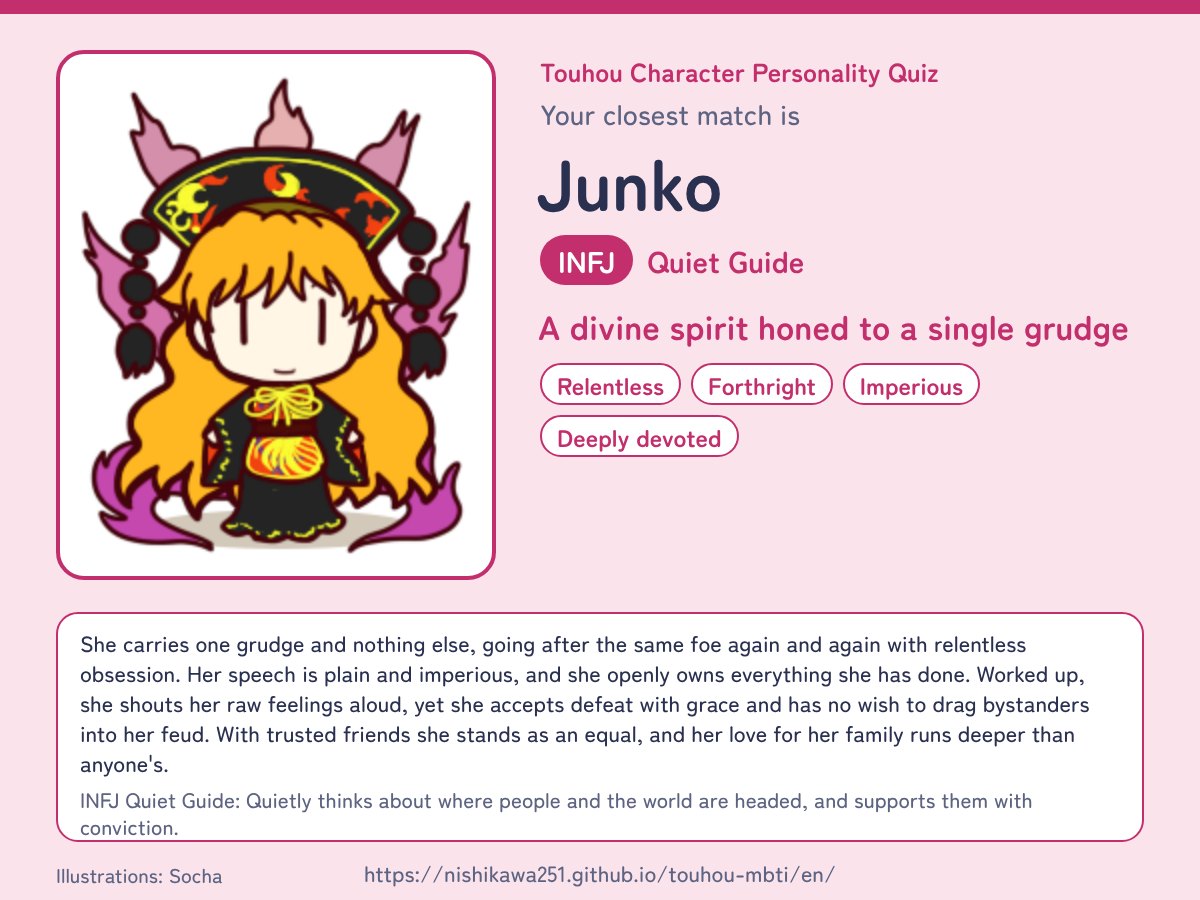 Touhou Character Personality Quiz
Your closest match is
Junko
INFJ Quiet Guide
A divine spirit honed to a single grudge
Relentless Forthright Imperious
Deeply devoted
She carries one grudge and nothing else, going after the same foe again and again with relentless
obsession. Her speech is plain and imperious, and she openly owns everything she has done. Worked up,
she shouts her raw feelings aloud, yet she accepts defeat with grace and has no wish to drag bystanders
into her feud. With trusted friends she stands as an equal, and her love for her family runs deeper than
anyone's.
INFJ Quiet Guide: Quietly thinks about where people and the world are headed, and supports them with
conviction.
Illustrations: Socha https://nishikawa251.github.io/touhou-mbti/en/